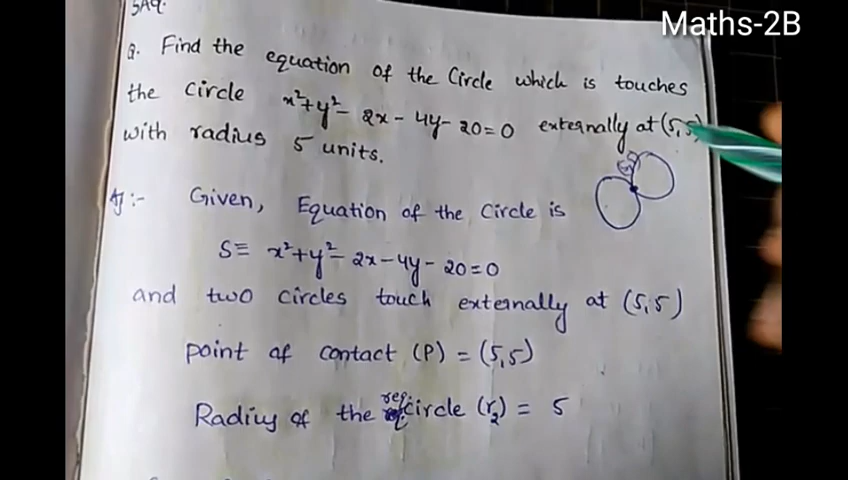 SAQ.
Maths-2B
Q. Find the equation of the Circle which is touches
the circle x²+y²-2x-4y-20=0 externally at (5,5)
with radius 5 units.
A):- Given, Equation of the circle is
S≡ x²+y²-2x-4y-20=0
and two circles touch externally at (5,5)
point of contact (P) = (5,5)
Radius of the req. circle (r₂) = 5